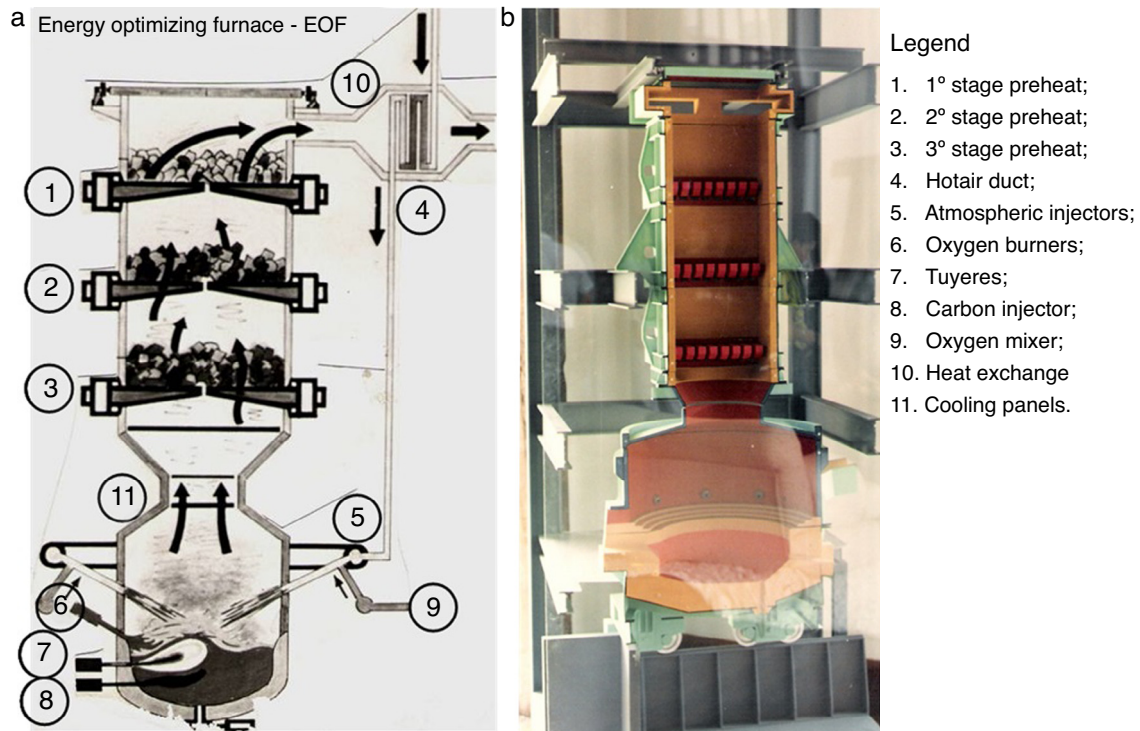 a
Energy optimizing furnace - EOF
10
1
4
2
3
11
5
6
9
7
8
b
Legend
1. 1º stage preheat;
2. 2º stage preheat;
3. 3º stage preheat;
4. Hotair duct;
5. Atmospheric injectors;
6. Oxygen burners;
7. Tuyeres;
8. Carbon injector;
9. Oxygen mixer;
10. Heat exchange
11. Cooling panels.